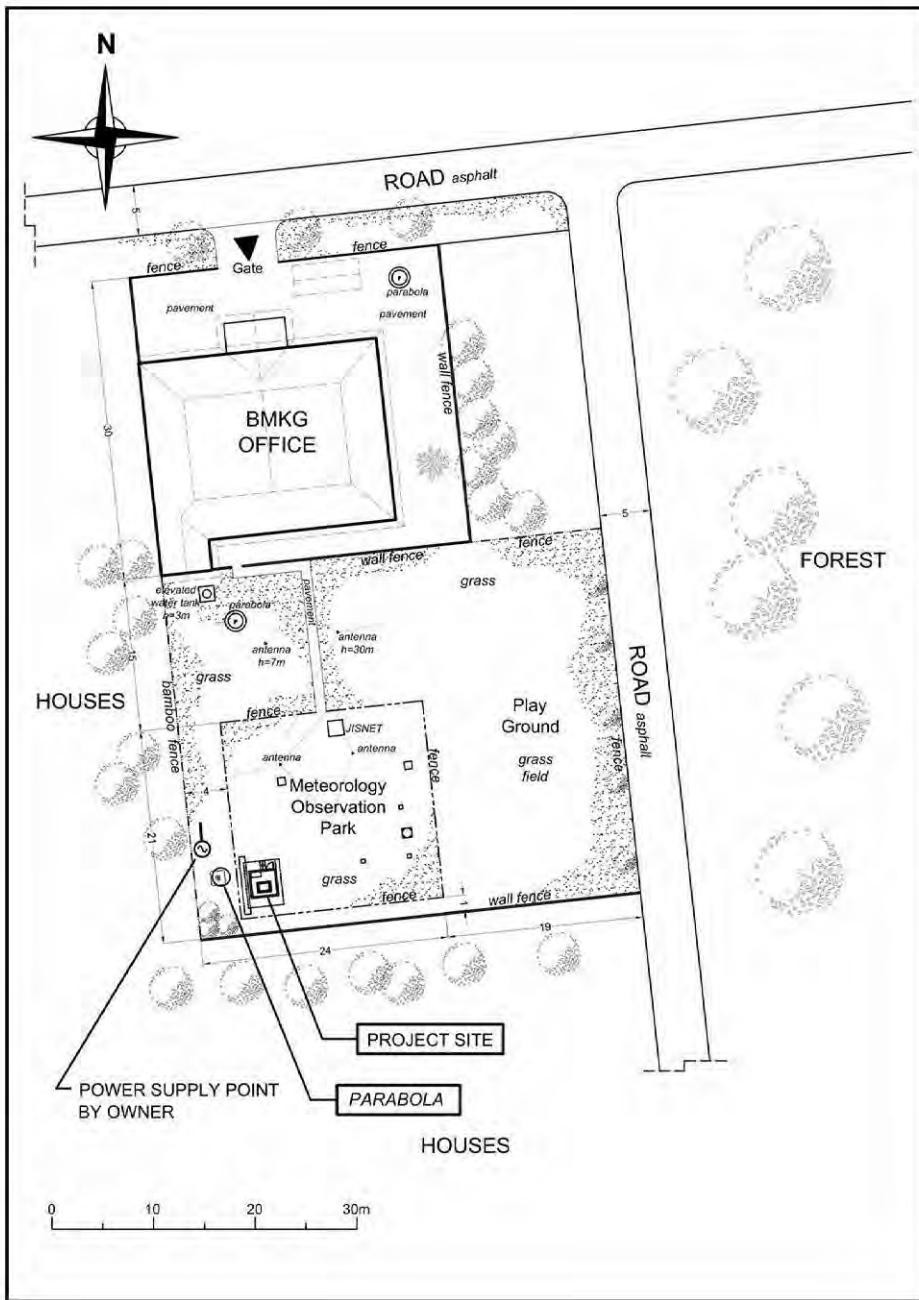 N
ROAD asphalt
5
fence
Gate
fence
parabola
pavement
pavement
wall fence
BMKG
OFFICE
30
5
FOREST
wall fence
fence
grass
elevated
water tank
h=3m
parabola
pavement
antenna
h=7m
antenna
h=30m
15
grass
HOUSES
bamboo fence
fence
JISNET
antenna
antenna
fence
Play
Ground
grass
field
fence
ROAD asphalt
Meteorology
Observation
Park
4
21
grass
fence
1
wall fence
24
19
PROJECT SITE
POWER SUPPLY POINT
BY OWNER
PARABOLA
HOUSES
0 10 20 30m